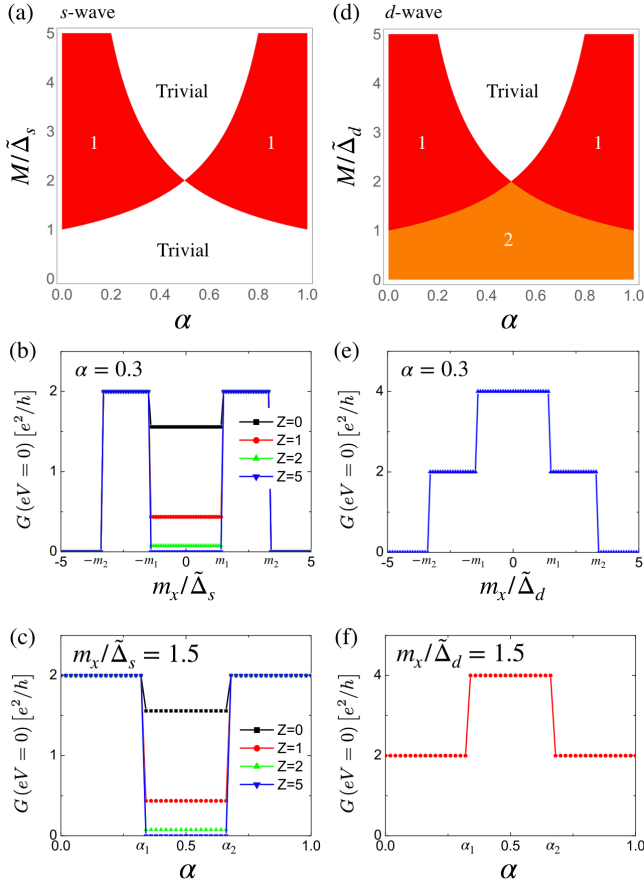 (a) s-wave
5
4
3
2
1
0
M/Δ̃ₛ
Trivial
1
1
Trivial
0.0 0.2 0.4 0.6 0.8 1.0
α
(d) d-wave
5
4
3
2
1
0
M/Δ̃_d
Trivial
1
1
2
0.0 0.2 0.4 0.6 0.8 1.0
α
(b)
α = 0.3
G (eV = 0) [e²/h]
2
1
0
Z=0
Z=1
Z=2
Z=5
-5 −m₂ −m₁ 0 m₁ m₂ 5
mₓ/Δ̃ₛ
(e)
α = 0.3
G (eV = 0) [e²/h]
4
2
0
-5 −m₂ −m₁ 0 m₁ m₂ 5
mₓ/Δ̃_d
(c)
mₓ/Δ̃ₛ = 1.5
G (eV = 0) [e²/h]
2
1
0
Z=0
Z=1
Z=2
Z=5
0.0 α₁ 0.5 α₂ 1.0
α
(f)
mₓ/Δ̃_d = 1.5
G (eV = 0) [e²/h]
4
2
0
0.0 α₁ 0.5 α₂ 1.0
α